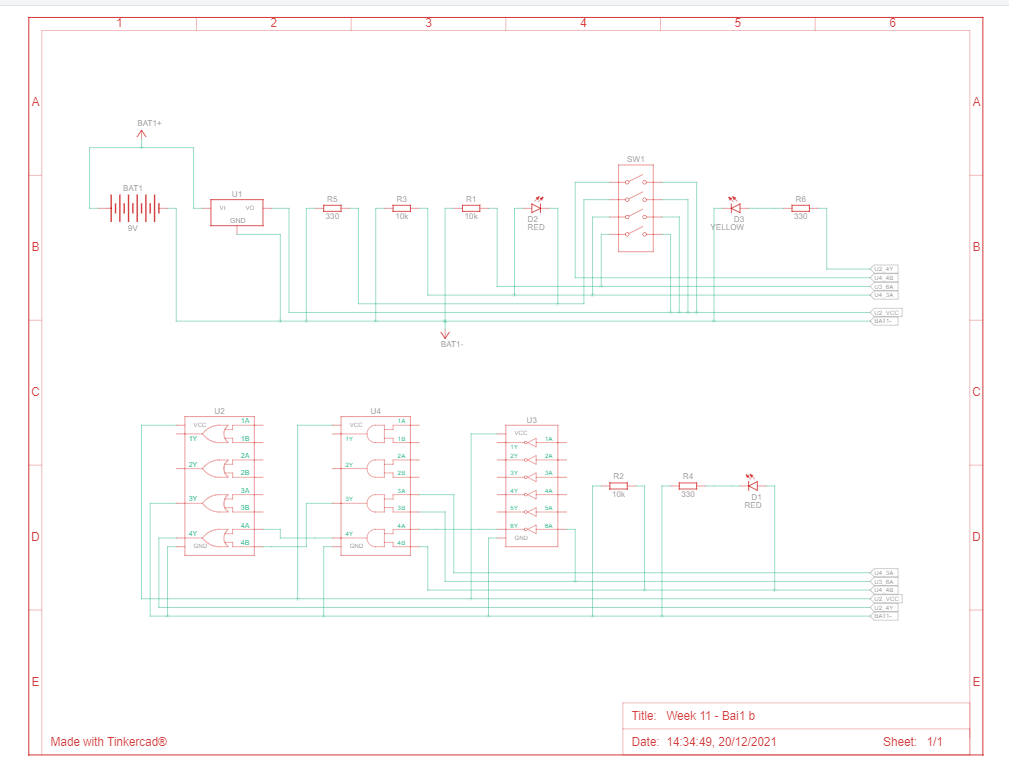 1 2 3 4 5 6
A A
BAT1+
SW1
BAT1
9V
U1
VI VO
GND
R5
330
R3
10k
R1
10k
D2
RED
D3
YELLOW
R6
330
B B
U2_4Y
U4_4B
U3_6A
U4_3A
U2_VCC
BAT1-
BAT1-
C C
U2
VCC
1Y 1A
1B
2Y 2A
2B
3Y 3A
3B
4Y 4A
GND 4B
U4
VCC 1A
1Y 1B
2Y 2A
2B
3Y 3A
3B
4Y 4A
GND 4B
U3
VCC
1Y 1A
2Y 2A
3Y 3A
4Y 4A
5Y 5A
6Y 6A
GND
R2
10k
R4
330
D1
RED
D D
U4_3A
U3_6A
U4_4B
U2_VCC
U2_4Y
BAT1-
E E
Title: Week 11 - Bai1 b
Made with Tinkercad®
Date: 14:34:49, 20/12/2021 Sheet: 1/1